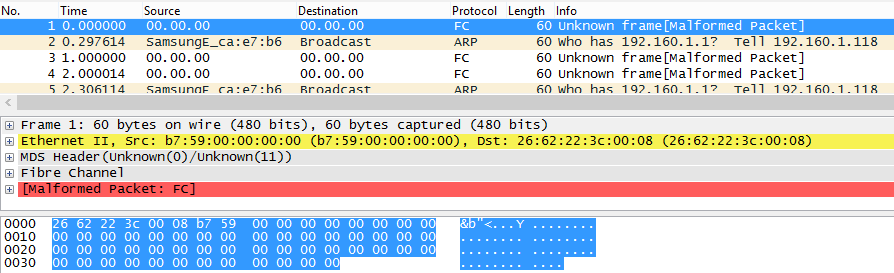 No. Time Source Destination Protocol Length Info
1 0.000000 00.00.00 00.00.00 FC 60 Unknown frame[Malformed Packet]
2 0.297614 SamsungE_ca:e7:b6 Broadcast ARP 60 Who has 192.160.1.1? Tell 192.160.1.118
3 1.000000 00.00.00 00.00.00 FC 60 Unknown frame[Malformed Packet]
4 2.000014 00.00.00 00.00.00 FC 60 Unknown frame[Malformed Packet]
5 2.306114 SamsungE_ca:e7:b6 Broadcast ARP 60 Who has 192.160.1.1? Tell 192.160.1.118
Frame 1: 60 bytes on wire (480 bits), 60 bytes captured (480 bits)
Ethernet II, Src: b7:59:00:00:00:00 (b7:59:00:00:00:00), Dst: 26:62:22:3c:00:08 (26:62:22:3c:00:08)
MDS Header(Unknown(0)/Unknown(11))
Fibre Channel
[Malformed Packet: FC]
0000 26 62 22 3c 00 08 b7 59 00 00 00 00 00 00 00 00 &b"<...Y ........
0010 00 00 00 00 00 00 00 00 00 00 00 00 00 00 00 00 ........ ........
0020 00 00 00 00 00 00 00 00 00 00 00 00 00 00 00 00 ........ ........
0030 00 00 00 00 00 00 00 00 00 00 00 00 ........ ....